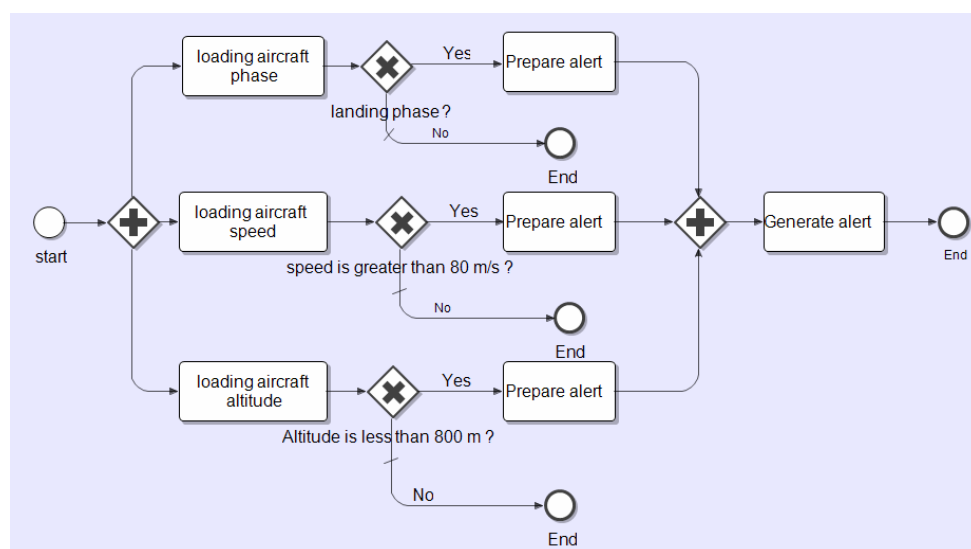 loading aircraft
phase
Yes
Prepare alert
landing phase ?
No
End
start
loading aircraft
speed
Yes
Prepare alert
Generate alert
End
speed is greater than 80 m/s ?
No
End
loading aircraft
altitude
Yes
Prepare alert
Altitude is less than 800 m ?
No
End